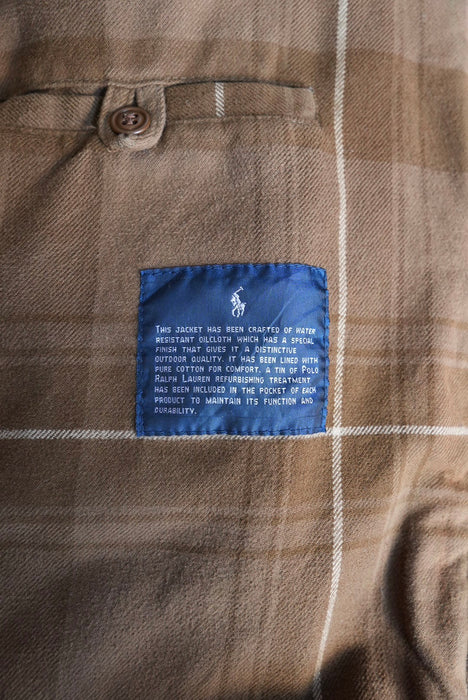 This jacket has been crafted of water
resistant oilcloth which has a special
finish that gives it a distinctive
outdoor quality. It has been lined with
pure cotton for comfort. A tin of Polo
Ralph Lauren refurbishing treatment
has been included in the pocket of each
product to maintain its function and
durability.